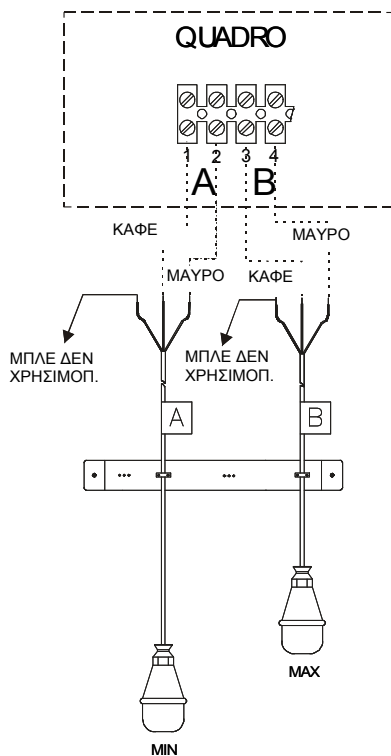 QUADRO
1 2 3 4
A B
ΚΑΦΕ
ΜΑΥΡΟ
ΜΑΥΡΟ
ΚΑΦΕ
ΜΠΛΕ ΔΕΝ
ΧΡΗΣΙΜΟΠ.
ΜΠΛΕ ΔΕΝ
ΧΡΗΣΙΜΟΠ.
A
B
MAX
MIN